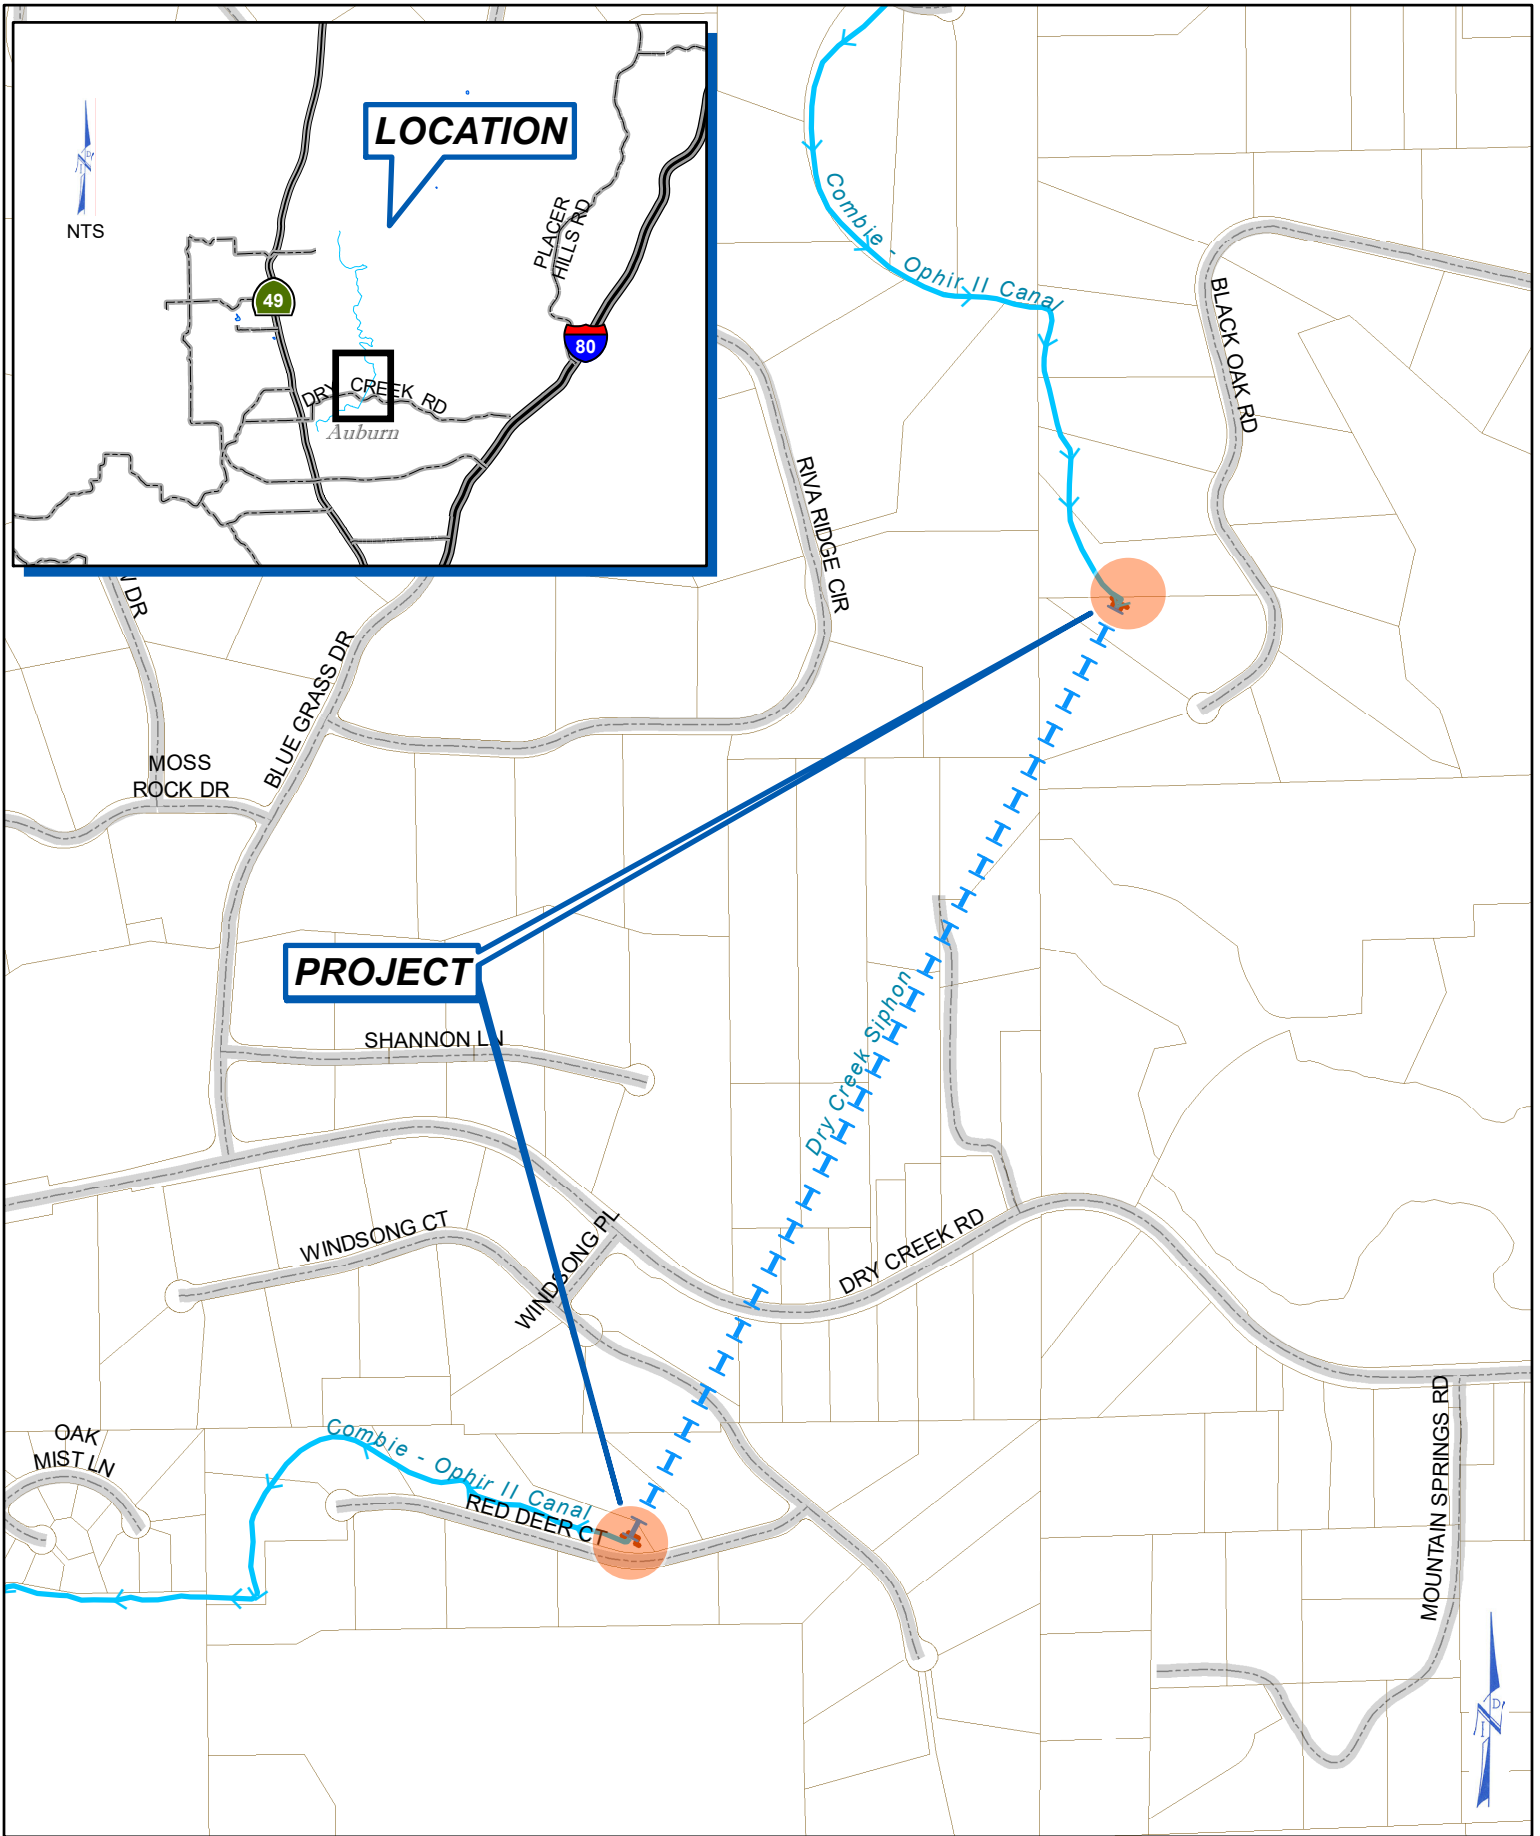 LOCATION
NTS
PLACER
HILLS RD
49
80
DRY CREEK RD
Auburn
Combie - Ophir II Canal
BLACK OAK RD
RIVA RIDGE CIR
W DR
BLUE GRASS DR
MOSS
ROCK DR
PROJECT
SHANNON LN
Dry Creek Siphon
WINDSONG CT
WINDSONG PL
DRY CREEK RD
OAK
MIST LN
Combie - Ophir II Canal
RED DEER CT
MOUNTAIN SPRINGS RD